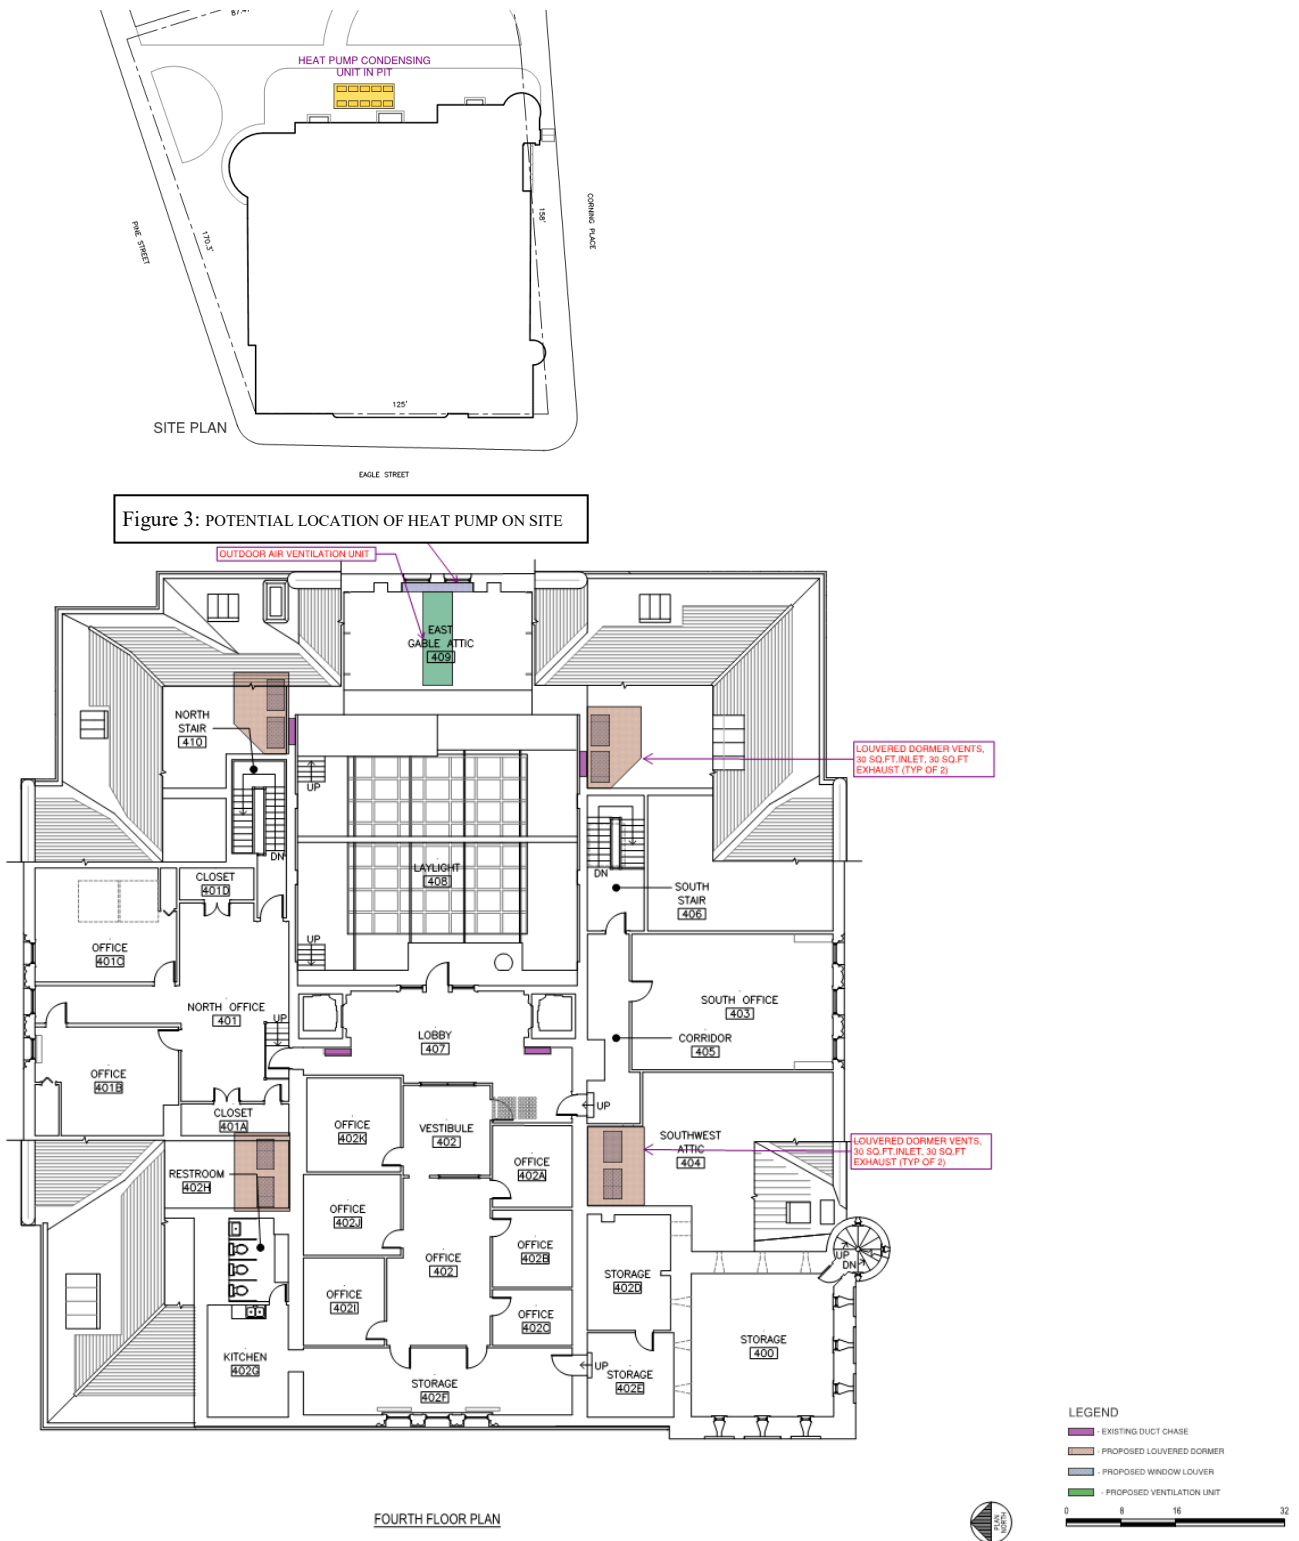 87.4'
HEAT PUMP CONDENSING
UNIT IN PIT
PINE STREET
170.3'
158'
CORNING PLACE
125'
SITE PLAN
EAGLE STREET
Figure 3: POTENTIAL LOCATION OF HEAT PUMP ON SITE
OUTDOOR AIR VENTILATION UNIT
EAST
GABLE ATTIC
409
NORTH
STAIR
410
UP
DN
LOUVERED DORMER VENTS,
30 SQ.FT.INLET, 30 SQ.FT
EXHAUST (TYP OF 2)
LAYLIGHT
408
DN
CLOSET
401D
SOUTH
STAIR
406
OFFICE
401C
UP
NORTH OFFICE
401
UP
SOUTH OFFICE
403
LOBBY
407
CORRIDOR
405
OFFICE
401B
CLOSET
401A
OFFICE
402K
VESTIBULE
402
UP
SOUTHWEST
ATTIC
404
LOUVERED DORMER VENTS,
30 SQ.FT.INLET, 30 SQ.FT
EXHAUST (TYP OF 2)
RESTROOM
402H
OFFICE
402A
OFFICE
402J
OFFICE
402
OFFICE
402B
UP
DN
STORAGE
402D
OFFICE
402I
OFFICE
402C
STORAGE
400
KITCHEN
402G
UP
STORAGE
402E
STORAGE
402F
FOURTH FLOOR PLAN
PLAN
NORTH
LEGEND
- EXISTING DUCT CHASE
- PROPOSED LOUVERED DORMER
- PROPOSED WINDOW LOUVER
- PROPOSED VENTILATION UNIT
0 8 16 32